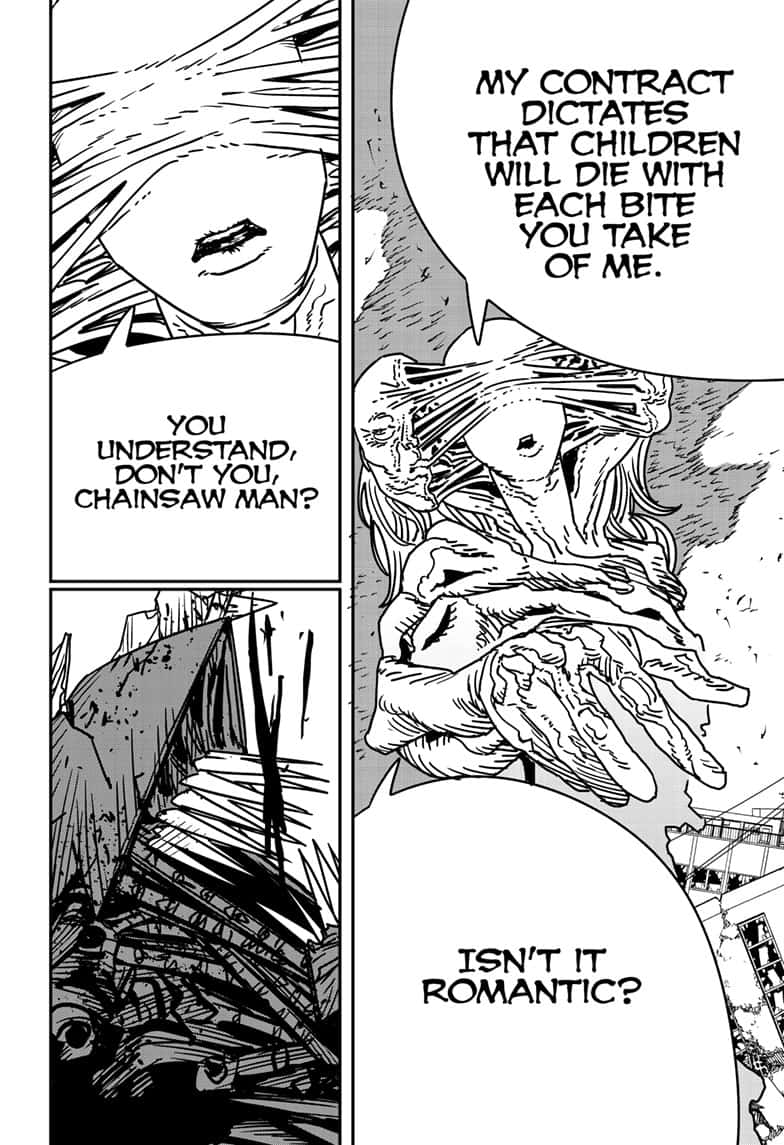 MY CONTRACT
DICTATES
THAT CHILDREN
WILL DIE WITH
EACH BITE
YOU TAKE
OF ME.
ISN'T IT
ROMANTIC?
YOU
UNDERSTAND,
DON'T YOU,
CHAINSAW MAN?